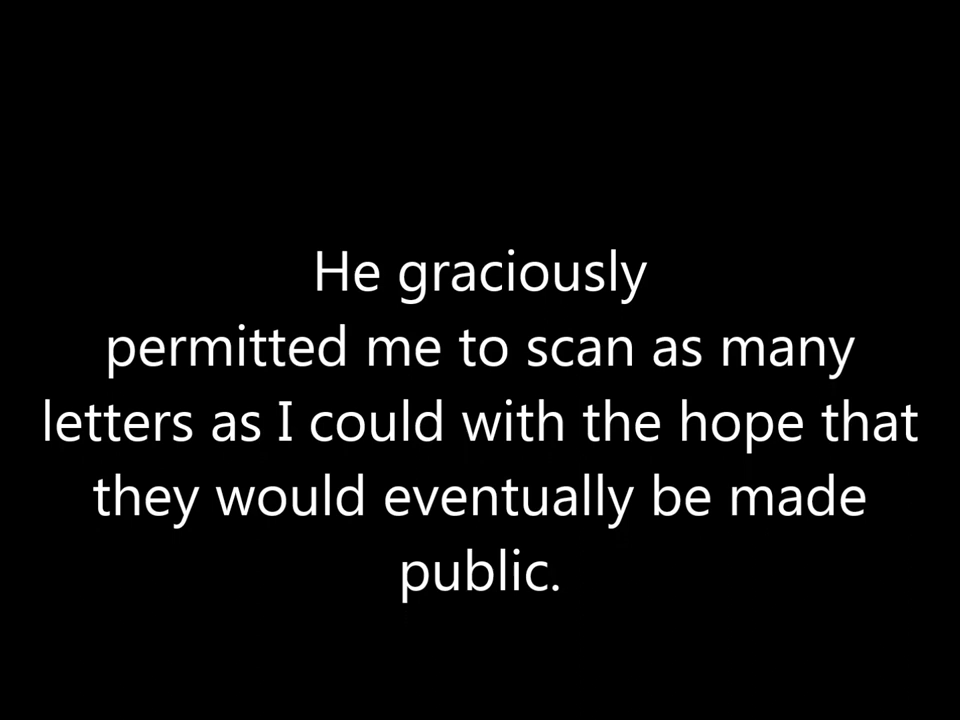 He graciously
permitted me to scan as many
letters as I could with the hope that
they would eventually be made
public.